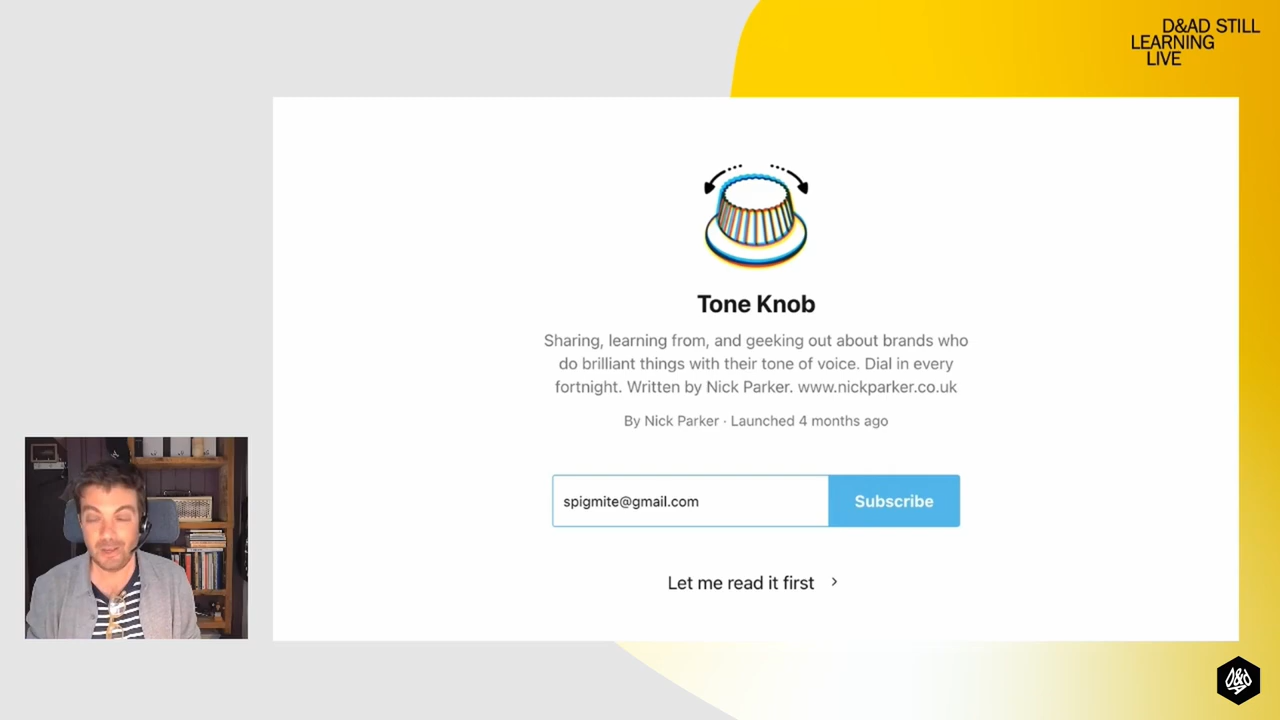 D&AD STILL
LEARNING
LIVE
Tone Knob
Sharing, learning from, and geeking out about brands who
do brilliant things with their tone of voice. Dial in every
fortnight. Written by Nick Parker. www.nickparker.co.uk
By Nick Parker · Launched 4 months ago
spigmite@gmail.com
Subscribe
Let me read it first
D&AD